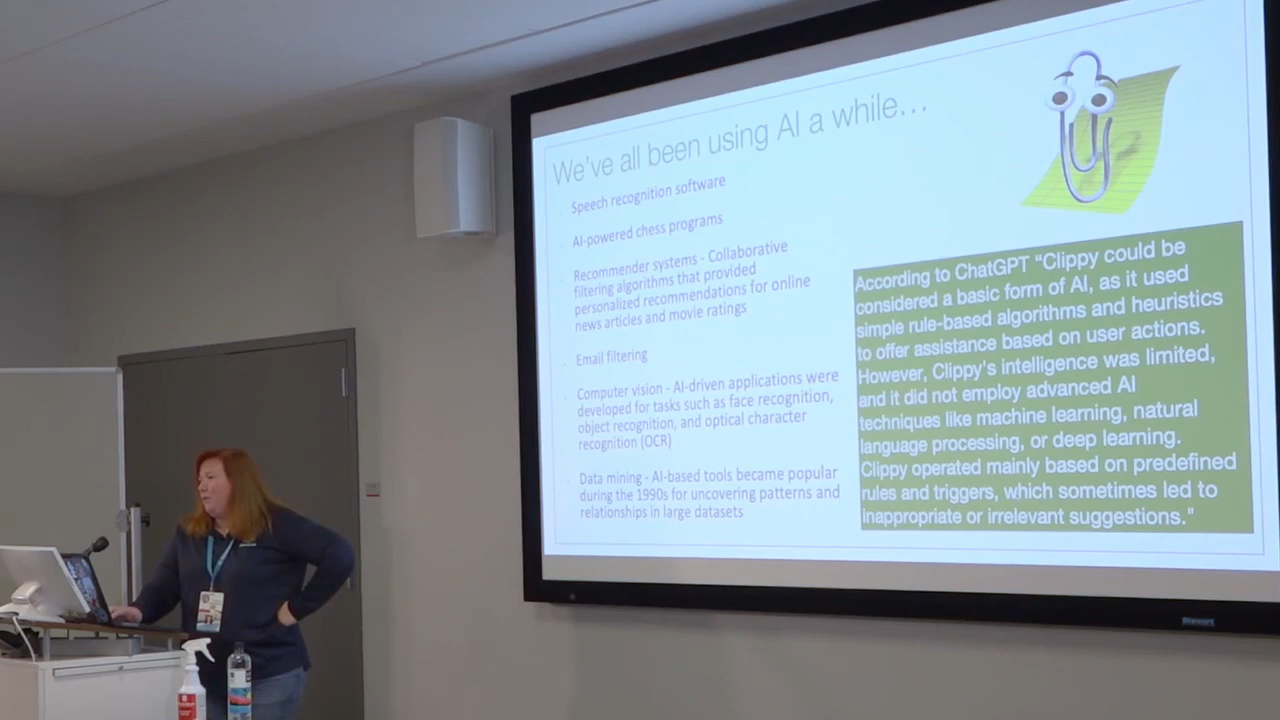 We've all been using AI a while…
Speech recognition software
AI-powered chess programs
Recommender systems - Collaborative
filtering algorithms that provided
personalized recommendations for online
news articles and movie ratings
Email filtering
Computer vision - AI-driven applications were
developed for tasks such as face recognition,
object recognition, and optical character
recognition (OCR)
Data mining - AI-based tools became popular
during the 1990s for uncovering patterns and
relationships in large datasets
According to ChatGPT “Clippy could be
considered a basic form of AI, as it used
simple rule-based algorithms and heuristics
to offer assistance based on user actions.
However, Clippy's intelligence was limited,
and it did not employ advanced AI
techniques like machine learning, natural
language processing, or deep learning.
Clippy operated mainly based on predefined
rules and triggers, which sometimes led to
inappropriate or irrelevant suggestions."
Stewart